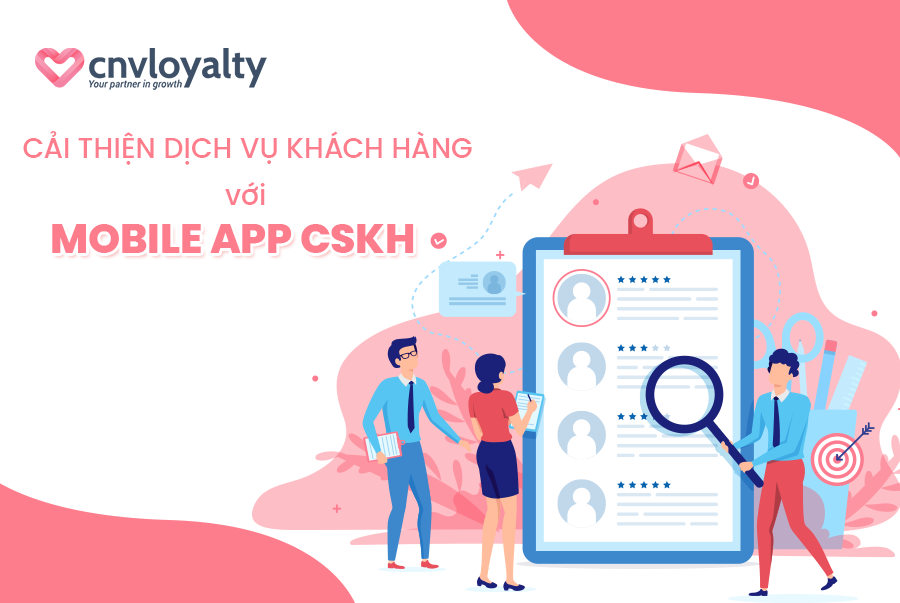 cnvloyalty
Your partner in growth
CẢI THIỆN DỊCH VỤ KHÁCH HÀNG
với
MOBILE APP CSKH